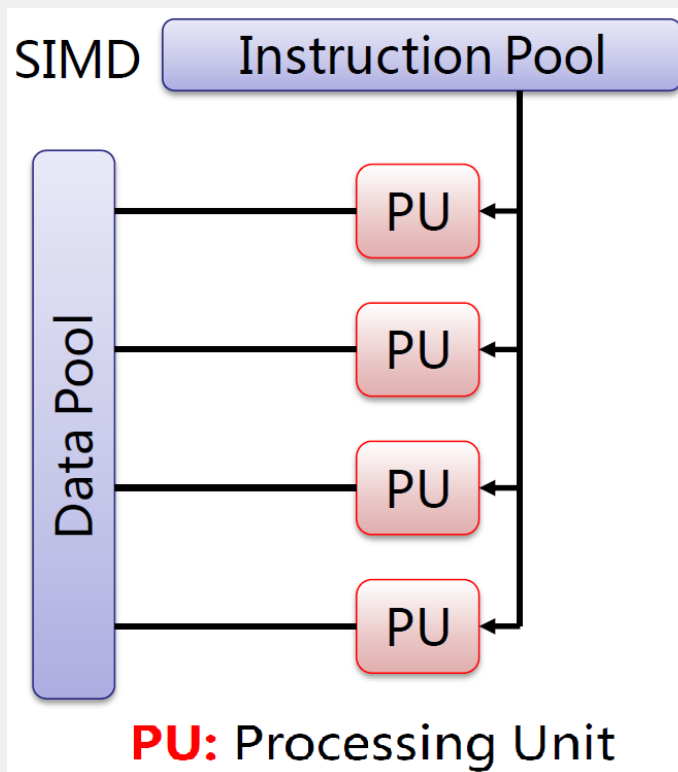 SIMD
Instruction Pool
Data Pool
PU
PU
PU
PU
PU: Processing Unit